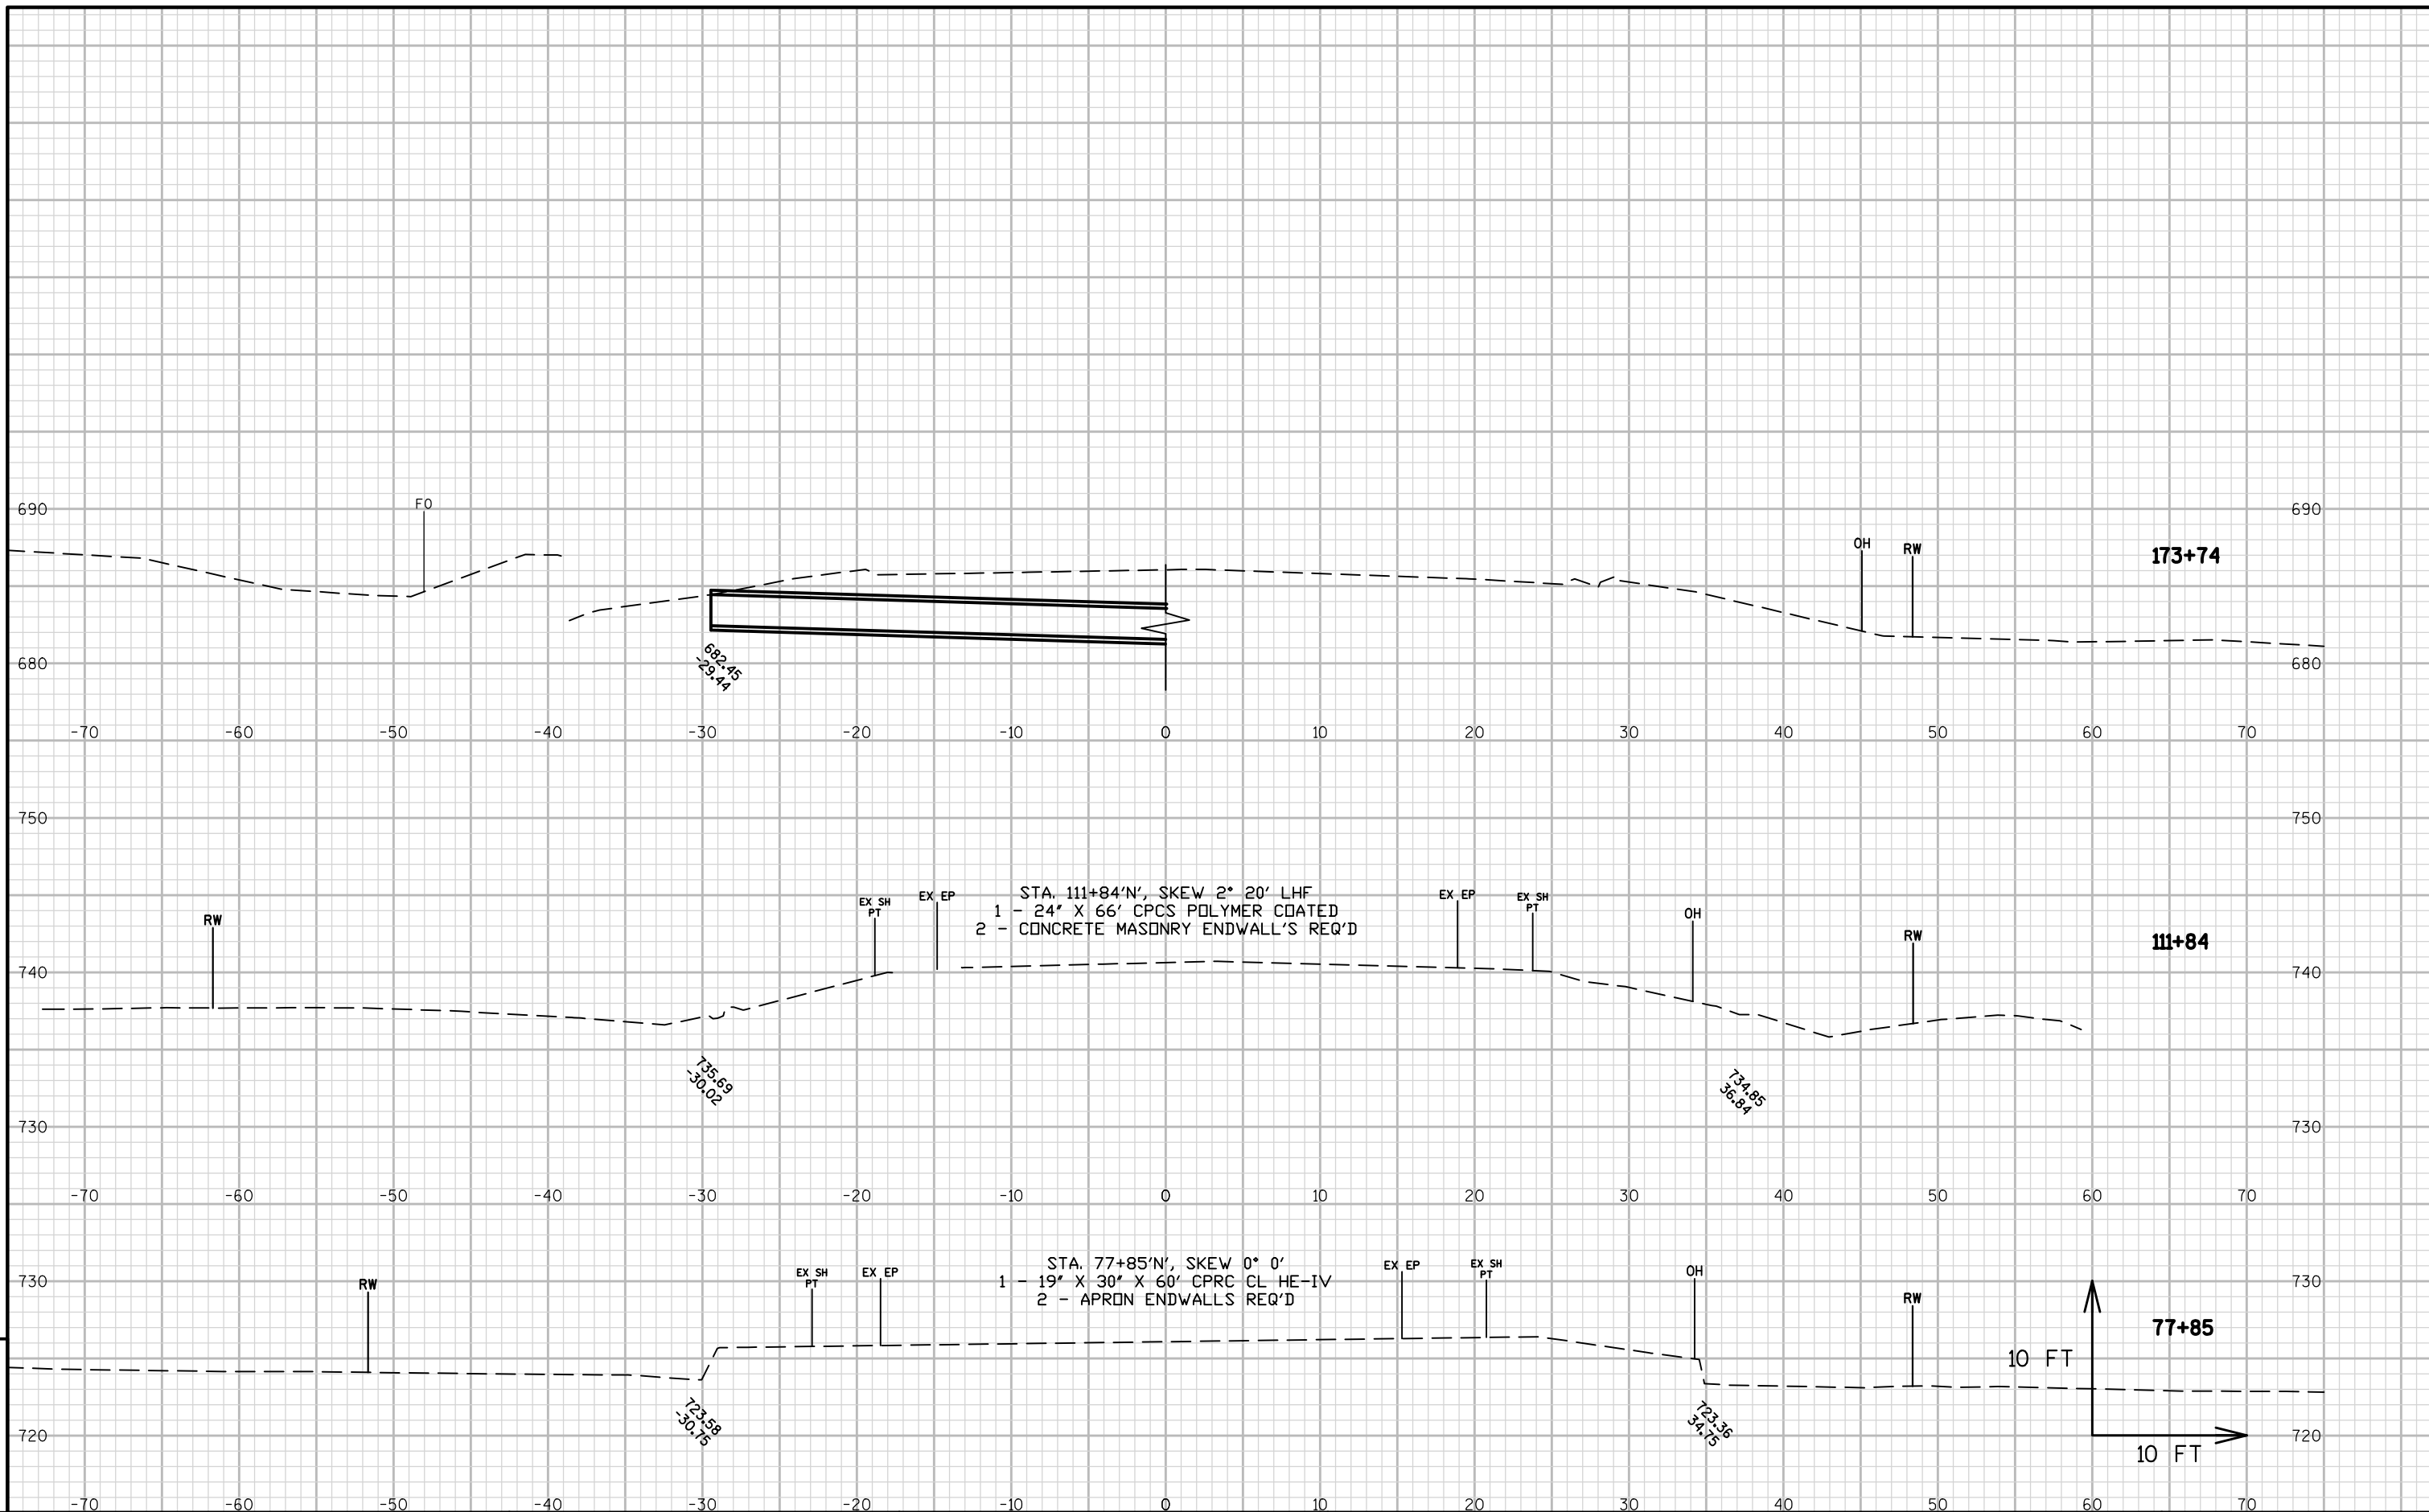 FO
690
690
OH
RW
173+74
682.45
-29.44
680
680
-70 -60 -50 -40 -30 -20 -10 0 10 20 30 40 50 60 70
750
750
RW
EX SH
PT
EX EP
STA. 111+84'N', SKEW 2° 20' LHF
1 - 24" X 66' CPCS POLYMER COATED
2 - CONCRETE MASONRY ENDWALL'S REQ'D
EX EP
EX SH
PT
OH
RW
111+84
740
740
735.69
-30.02
734.85
36.84
730
730
-70 -60 -50 -40 -30 -20 -10 0 10 20 30 40 50 60 70
730
730
RW
EX SH
PT
EX EP
STA. 77+85'N', SKEW 0° 0'
1 - 19" X 30" X 60' CPRC CL HE-IV
2 - APRON ENDWALLS REQ'D
EX EP
EX SH
PT
OH
RW
77+85
10 FT
723.58
-30.75
723.36
34.75
720
720
10 FT
-70 -60 -50 -40 -30 -20 -10 0 10 20 30 40 50 60 70